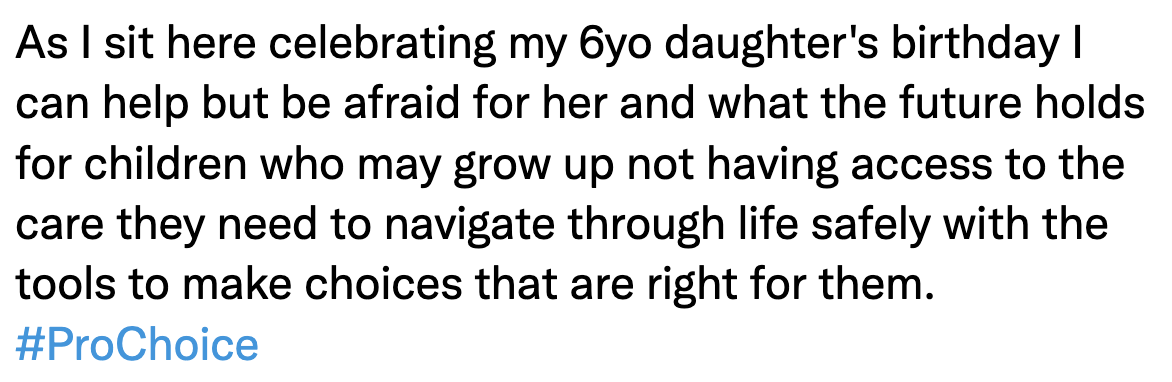 As I sit here celebrating my 6yo daughter's birthday I
can help but be afraid for her and what the future holds
for children who may grow up not having access to the
care they need to navigate through life safely with the
tools to make choices that are right for them.
#ProChoice